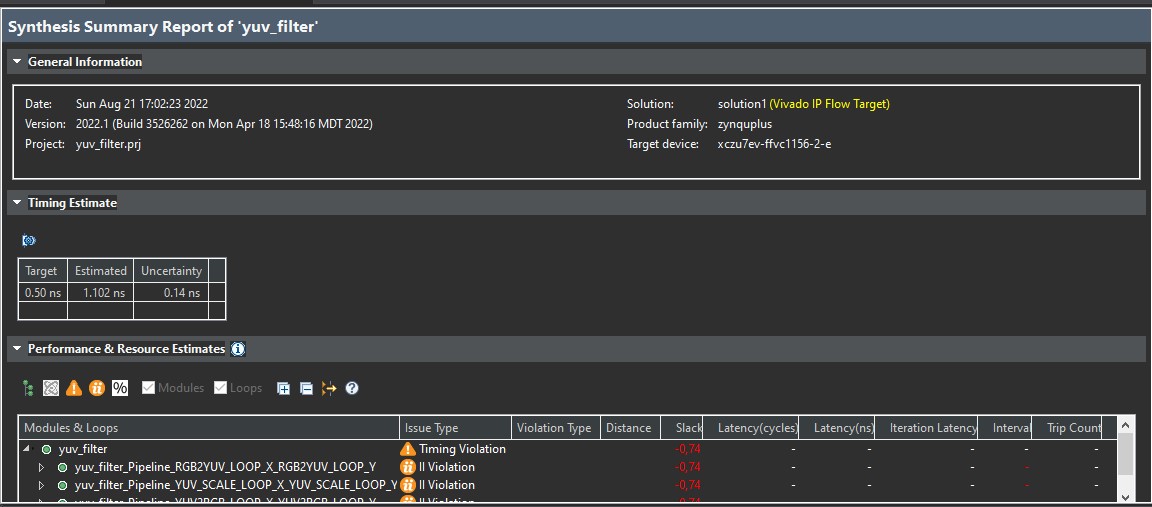 Synthesis Summary Report of 'yuv_filter'
General Information
Date: Sun Aug 21 17:02:23 2022
Version: 2022.1 (Build 3526262 on Mon Apr 18 15:48:16 MDT 2022)
Project: yuv_filter.prj
Solution: solution1 (Vivado IP Flow Target)
Product family: zynquplus
Target device: xczu7ev-ffvc1156-2-e
Timing Estimate
Target Estimated Uncertainty
0.50 ns 1.102 ns 0.14 ns
Performance & Resource Estimates
% Modules Loops
Modules & Loops Issue Type Violation Type Distance Slack Latency(cycles) Latency(ns) Iteration Latency Interval Trip Count
yuv_filter Timing Violation -0,74 - - - - -
yuv_filter_Pipeline_RGB2YUV_LOOP_X_RGB2YUV_LOOP_Y II Violation -0,74 - - - - -
yuv_filter_Pipeline_YUV_SCALE_LOOP_X_YUV_SCALE_LOOP_Y II Violation -0,74 - - - - -
yuv_filter_Pipeline_YUV2RGB_LOOP_X_YUV2RGB_LOOP_Y II Violation -0,74 - - - - -